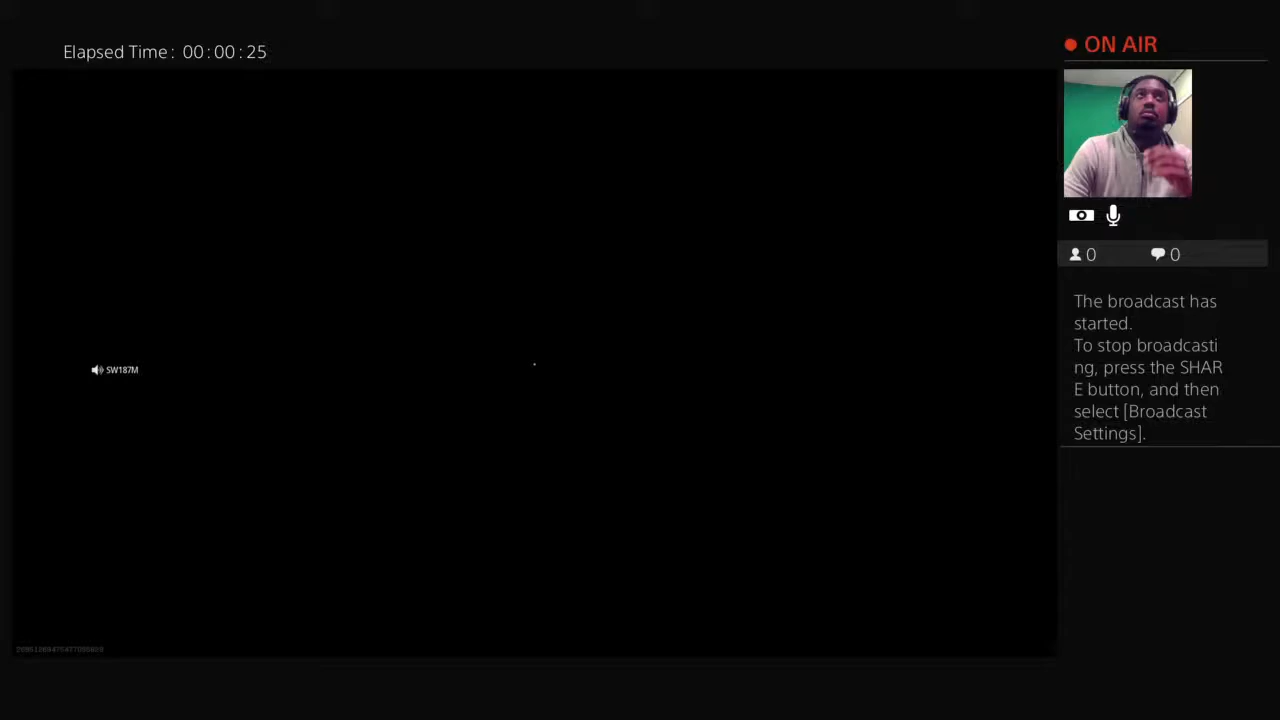 Elapsed Time: 00:00:25
ON AIR
0 0
The broadcast has
started.
To stop broadcasti
ng, press the SHAR
E button, and then
select [Broadcast
Settings].
SW187M